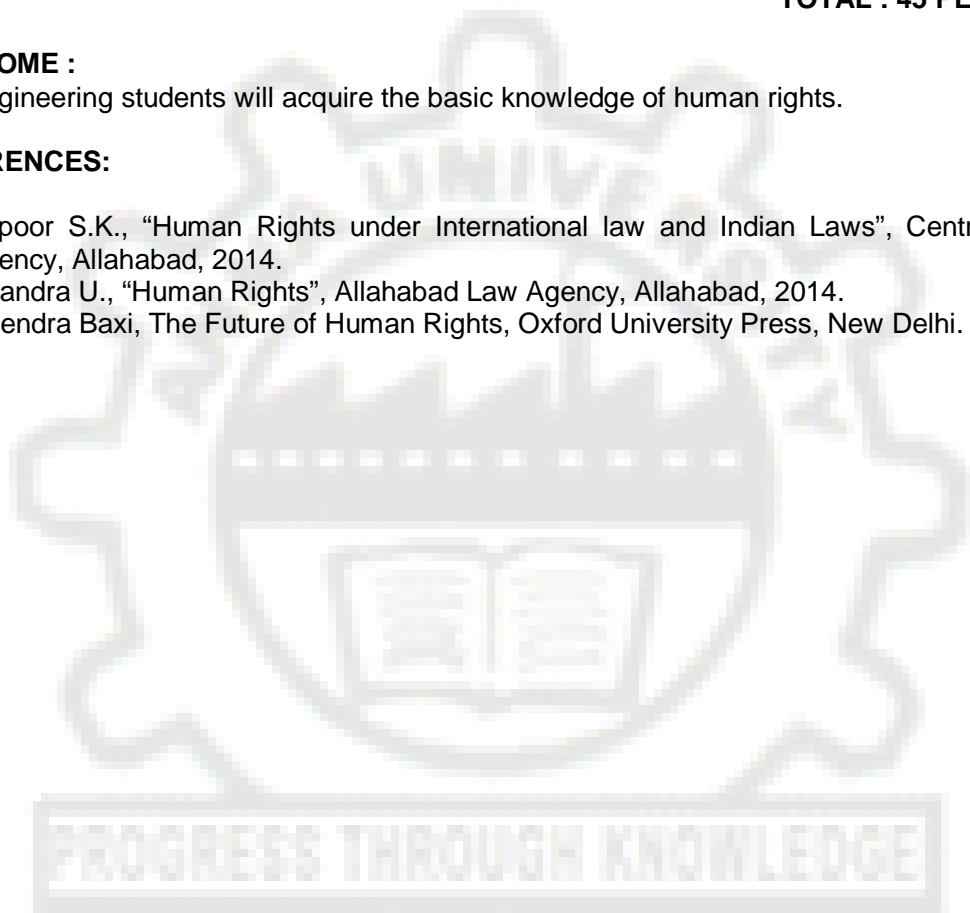 TOTAL : 45 PE
OME :
gineering students will acquire the basic knowledge of human rights.
RENCES:
poor S.K., “Human Rights under International law and Indian Laws”, Centr
ency, Allahabad, 2014.
andra U., “Human Rights”, Allahabad Law Agency, Allahabad, 2014.
endra Baxi, The Future of Human Rights, Oxford University Press, New Delhi.
UNIVERSITY
PROGRESS THROUGH KNOWLEDGE